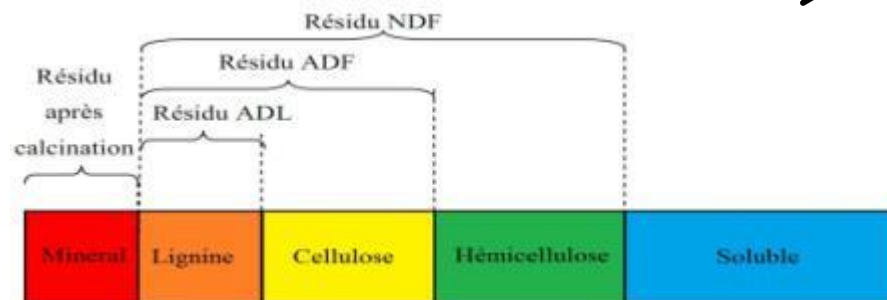 Résidu NDF
Résidu ADF
Résidu
après
calcination
Résidu ADL
Mineral
Lignine
Cellulose
Hémicellulose
Soluble